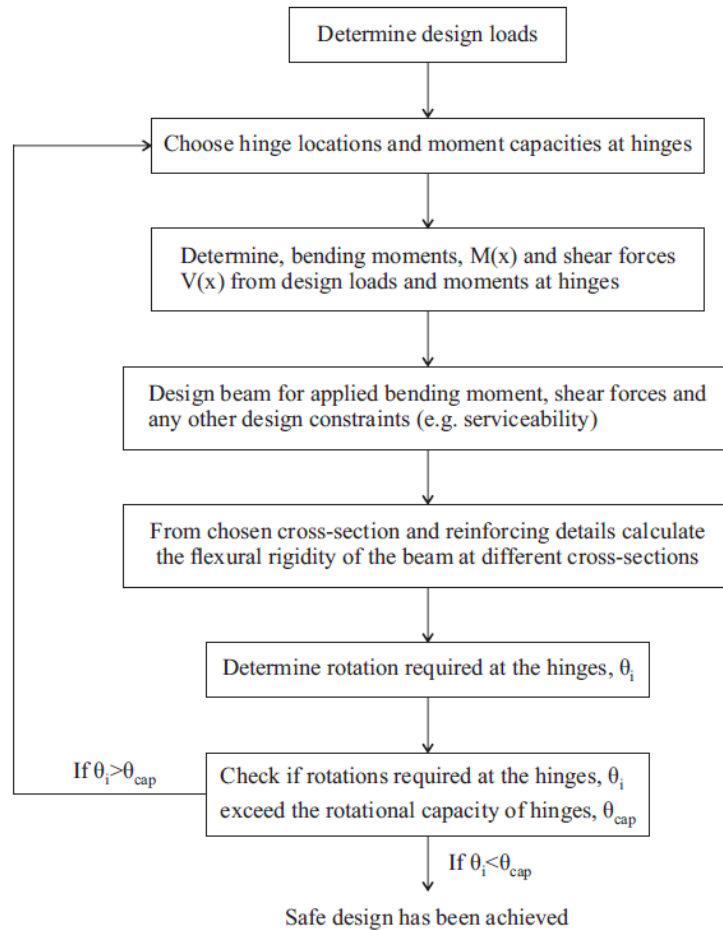 Determine design loads
Choose hinge locations and moment capacities at hinges
Determine, bending moments, M(x) and shear forces
V(x) from design loads and moments at hinges
Design beam for applied bending moment, shear forces and
any other design constraints (e.g. serviceability)
From chosen cross-section and reinforcing details calculate
the flexural rigidity of the beam at different cross-sections
Determine rotation required at the hinges, θi
If θi>θcap
Check if rotations required at the hinges, θi
exceed the rotational capacity of hinges, θcap
If θi<θcap
Safe design has been achieved